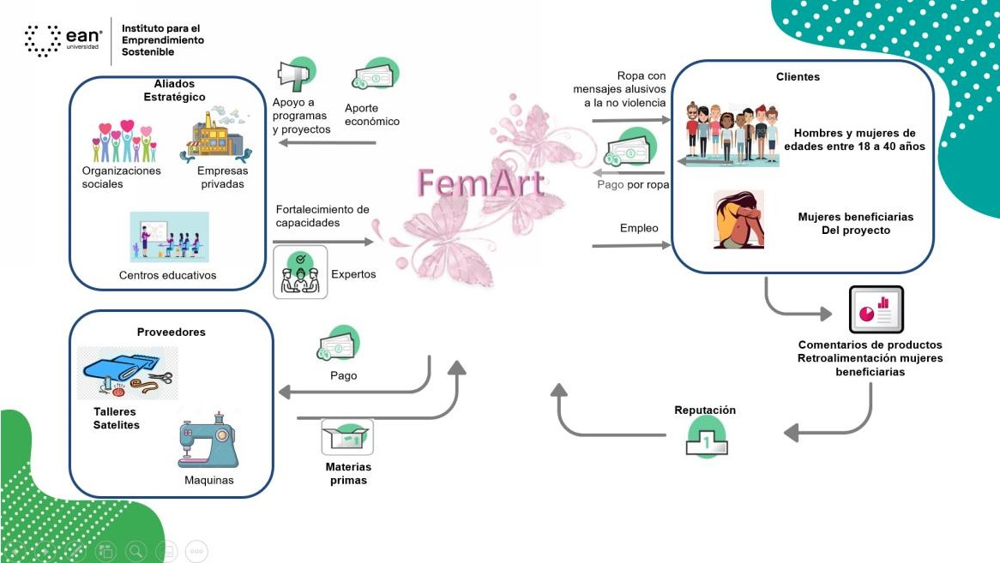 ean®
universidad
Instituto para el
Emprendimiento
Sostenible
Aliados
Estratégico
Organizaciones
sociales
Empresas
privadas
Centros educativos
Apoyo a
programas
y proyectos
Aporte
económico
Fortalecimiento de
capacidades
Expertos
FemArt
Ropa con
mensajes alusivos
a la no violencia
Pago por ropa
Empleo
Clientes
Hombres y mujeres de
edades entre 18 a 40 años
Mujeres beneficiarias
Del proyecto
Comentarios de productos
Retroalimentación mujeres
beneficiarias
Reputación
1
Proveedores
Talleres
Satelites
Maquinas
Pago
Materias
primas